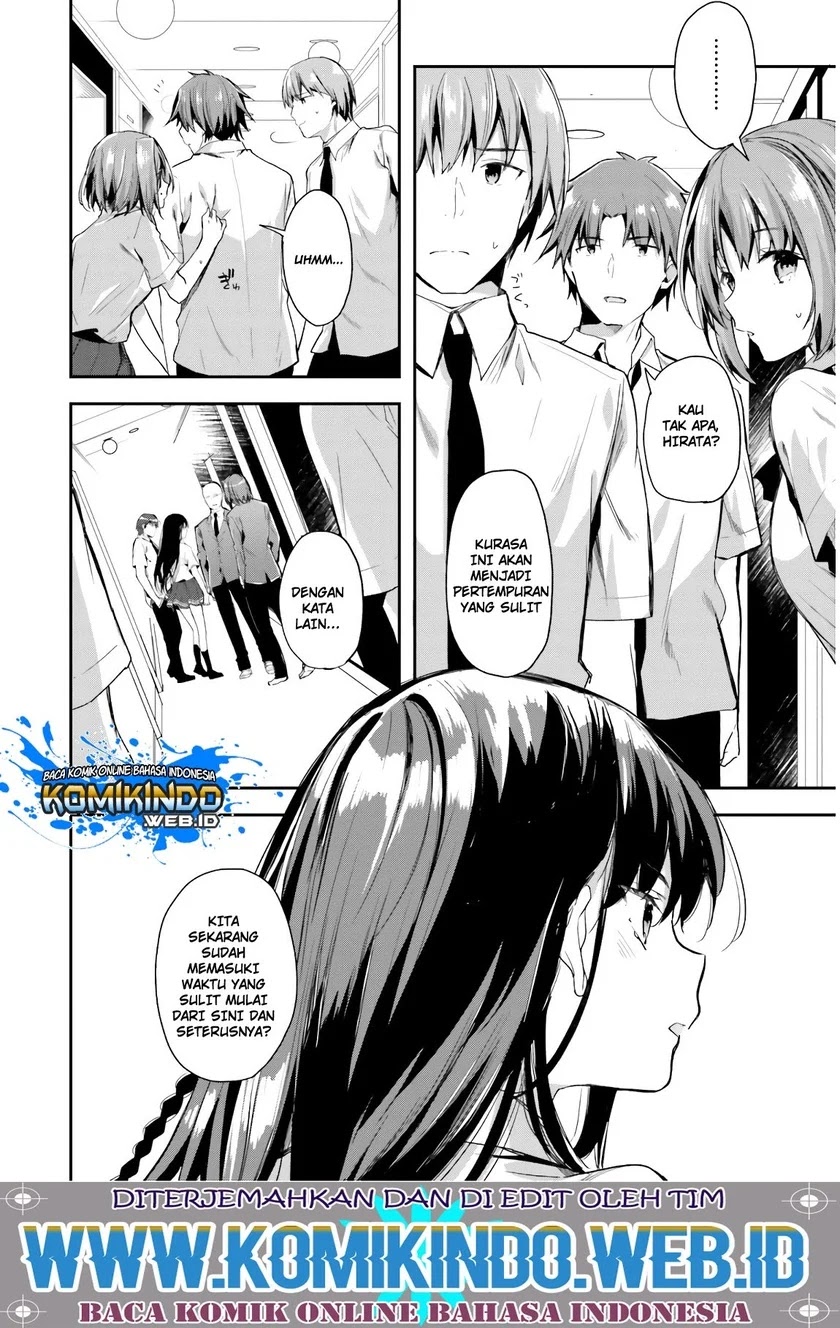 .........
KAU
TAK APA,
HIRATA?
KURASA
INI AKAN
MENJADI
PERTEMPURAN
YANG SULIT
UHMM...
ぎゅ
DENGAN
KATA
LAIN...
BACA KOMIK ONLINE BAHASA INDONESIA
KOMIKINDO
WEB.ID
KITA
SEKARANG
SUDAH
MEMASUKI
WAKTU YANG
SULIT MULAI
DARI SINI DAN
SETERUSNYA?
DITERJEMAHKAN DAN DI EDIT OLEH TIM
WWW.KOMIKINDO.WEB.ID
BACA KOMIK ONLINE BAHASA INDONESIA